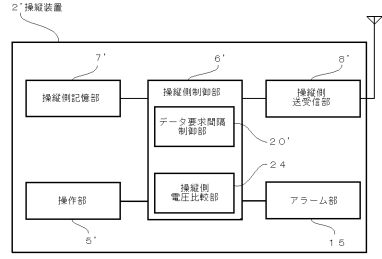 2'操縦装置
7'
6'
8'
操縦側記憶部
操縦側制御部
操縦側
送受信部
データ要求間隔
制御部
20'
24
操作部
操縦側
電圧比較部
アラーム部
5'
15